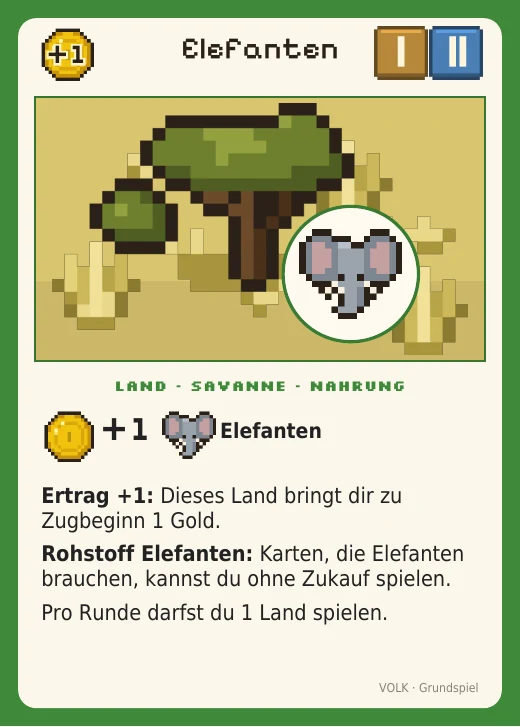 +1 Elefanten I II
LAND - SAVANNE - NAHRUNG
+1 Elefanten
Ertrag +1: Dieses Land bringt dir zu
Zugbeginn 1 Gold.
Rohstoff Elefanten: Karten, die Elefanten
brauchen, kannst du ohne Zukauf spielen.
Pro Runde darfst du 1 Land spielen.
VOLK · Grundspiel